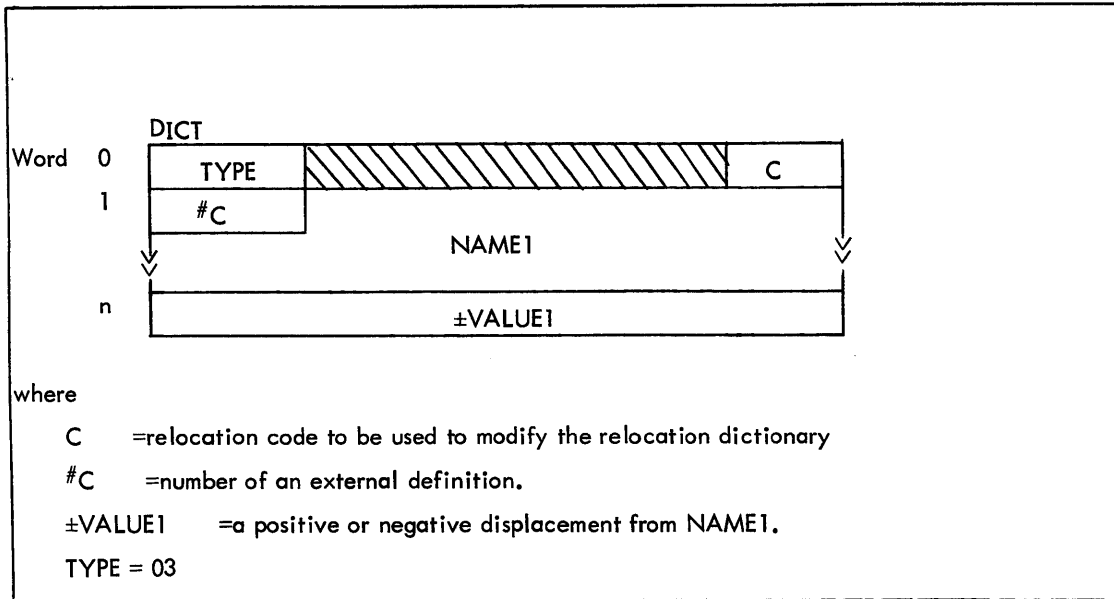 DICT
Word 0 TYPE C
1 #C
NAME1
n ±VALUE1
where
C =relocation code to be used to modify the relocation dictionary
#C =number of an external definition.
±VALUE1 =a positive or negative displacement from NAME1.
TYPE = 03